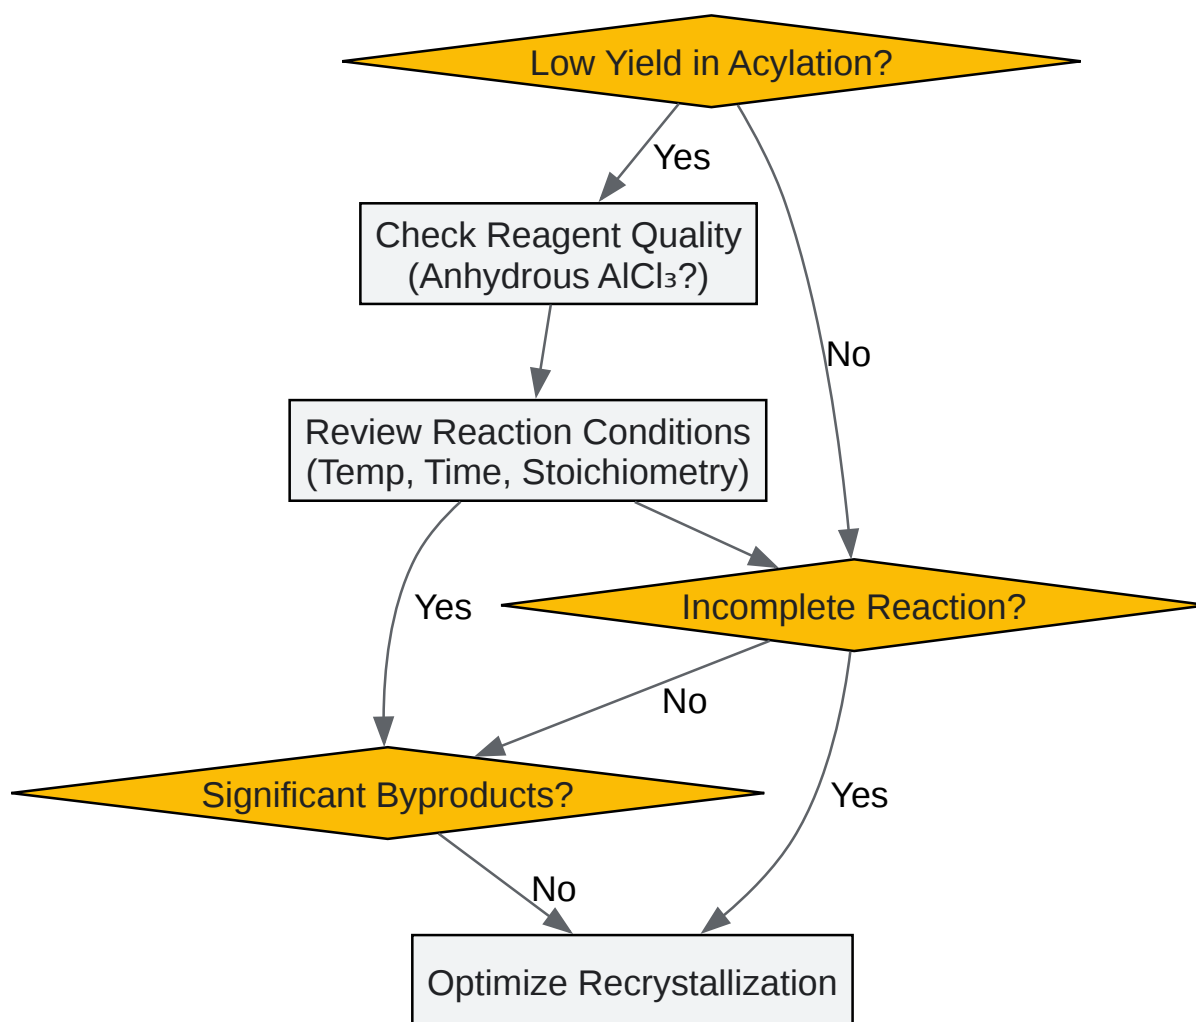 Low Yield in Acylation?
Yes
Check Reagent Quality
(Anhydrous AlCl₃?)
No
Review Reaction Conditions
(Temp, Time, Stoichiometry)
Yes
Incomplete Reaction?
No
Significant Byproducts?
Yes
No
Optimize Recrystallization